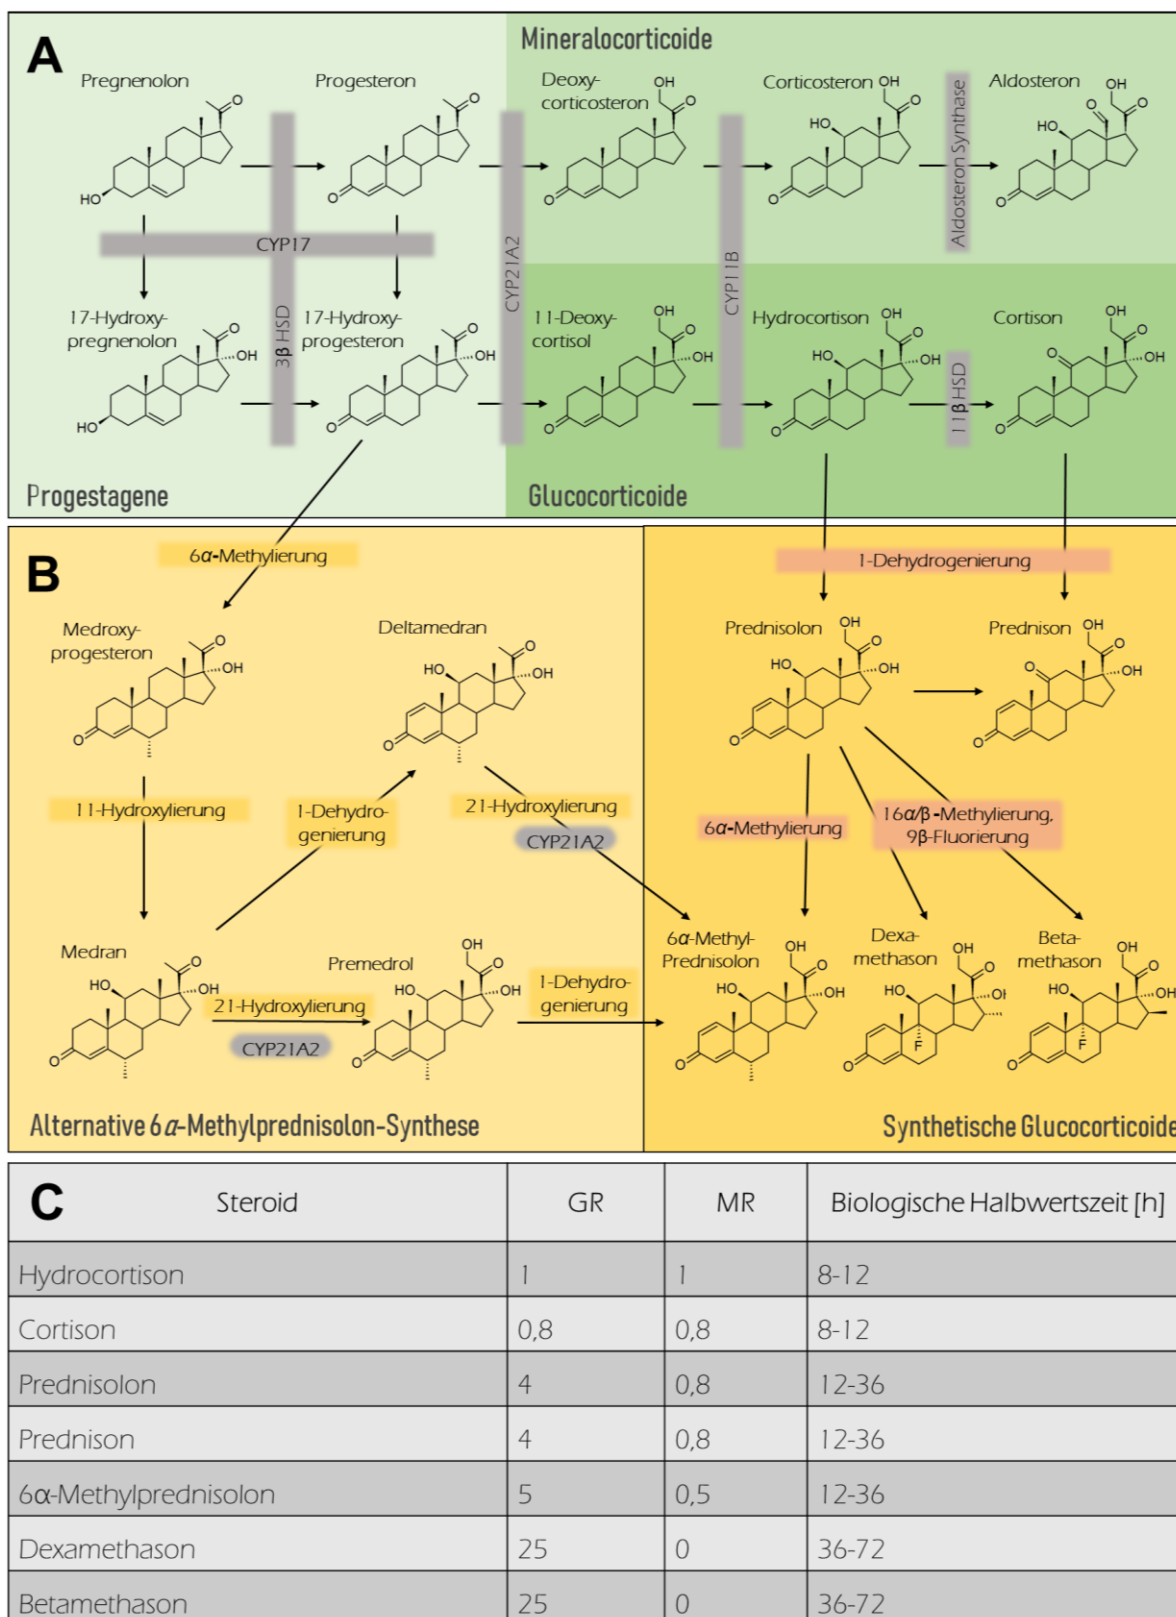 A
Mineralocorticoide
Pregnenolon
Progesteron
Deoxy-
corticosteron
Corticosteron
Aldosteron
CYP17
3β HSD
CYP21A2
CYP11B
Aldosteron Synthase
17-Hydroxy-
pregnenolon
17-Hydroxy-
progesteron
11-Deoxy-
cortisol
Hydrocortison
Cortison
11β HSD
Progestagene
Glucocorticoide
B
6α-Methylierung
1-Dehydrogenierung
Medroxy-
progesteron
Deltamedran
Prednisolon
Prednison
11-Hydroxylierung
1-Dehydro-
genierung
21-Hydroxylierung
CYP21A2
6α-Methylierung
16α/β-Methylierung,
9β-Fluorierung
Medran
Premedrol
21-Hydroxylierung
CYP21A2
1-Dehydro-
genierung
6α-Methyl-
Prednisolon
Dexa-
methason
Beta-
methason
Alternative 6α-Methylprednisolon-Synthese
Synthetische Glucocorticoide
C
Steroid GR MR Biologische Halbwertszeit [h]
Hydrocortison 1 1 8-12
Cortison 0,8 0,8 8-12
Prednisolon 4 0,8 12-36
Prednison 4 0,8 12-36
6α-Methylprednisolon 5 0,5 12-36
Dexamethason 25 0 36-72
Betamethason 25 0 36-72